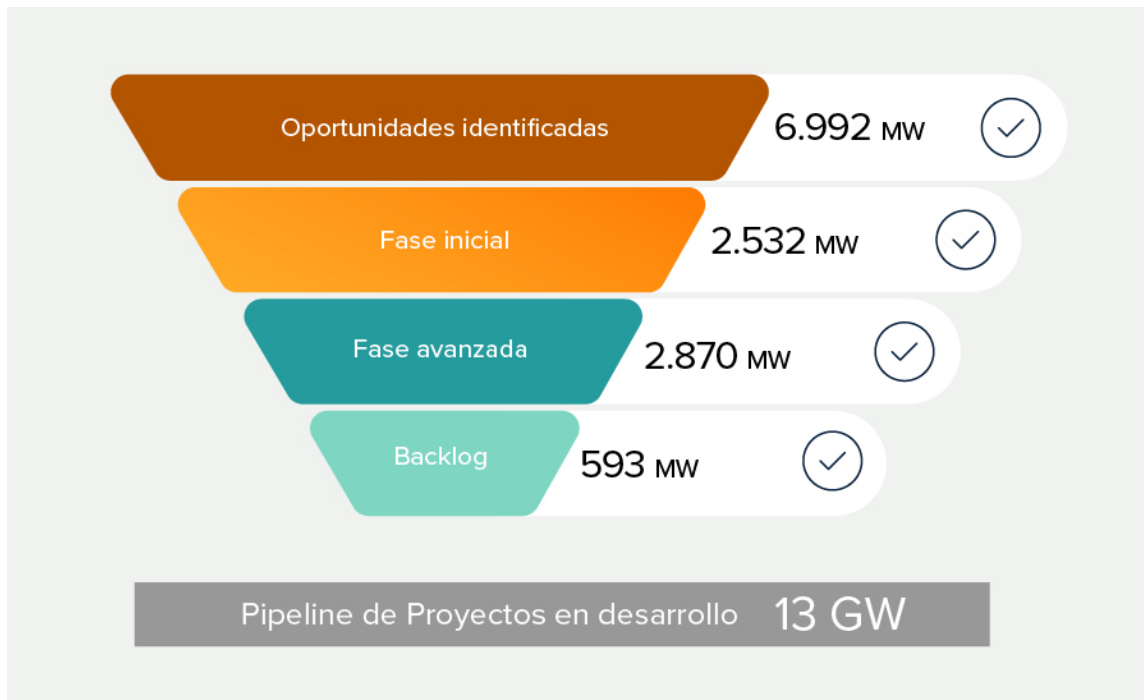 Oportunidades identificadas 6.992 MW
Fase inicial 2.532 MW
Fase avanzada 2.870 MW
Backlog 593 MW
Pipeline de Proyectos en desarrollo 13 GW